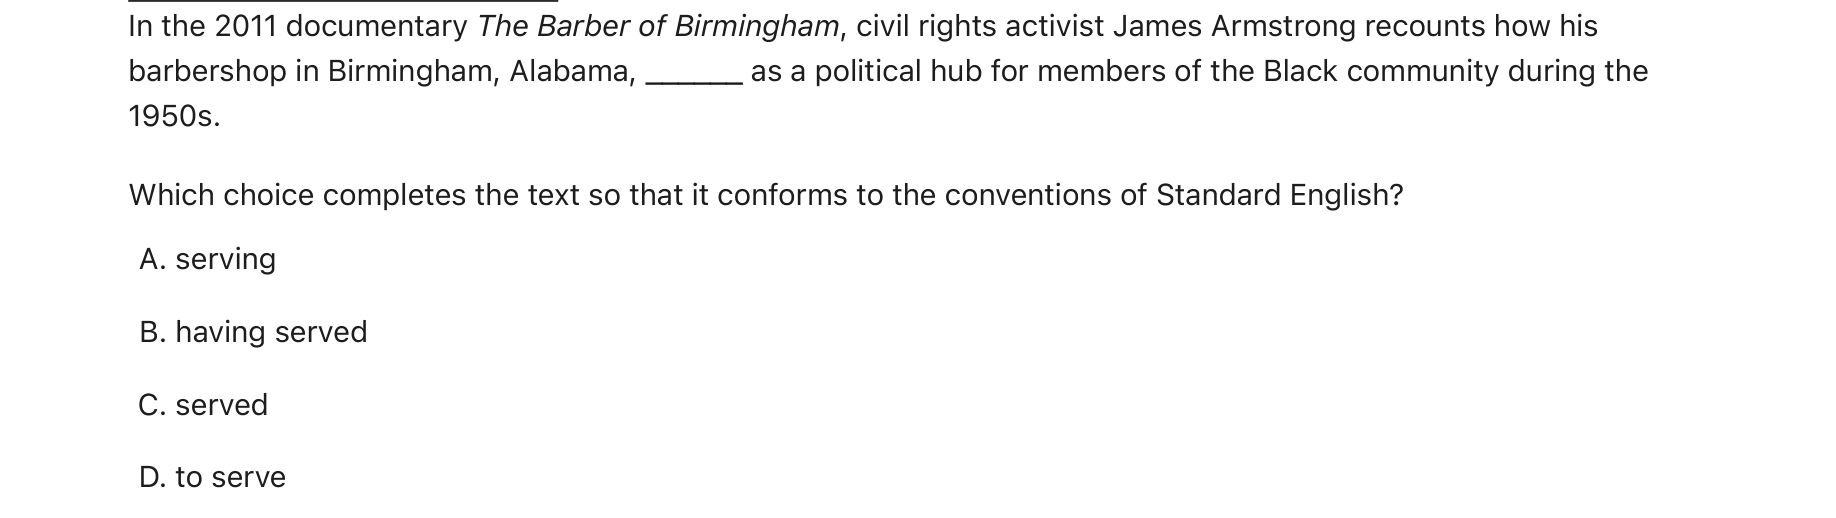 In the 2011 documentary The Barber of Birmingham, civil rights activist James Armstrong recounts how his
barbershop in Birmingham, Alabama, ______ as a political hub for members of the Black community during the
1950s.
Which choice completes the text so that it conforms to the conventions of Standard English?
A. serving
B. having served
C. served
D. to serve